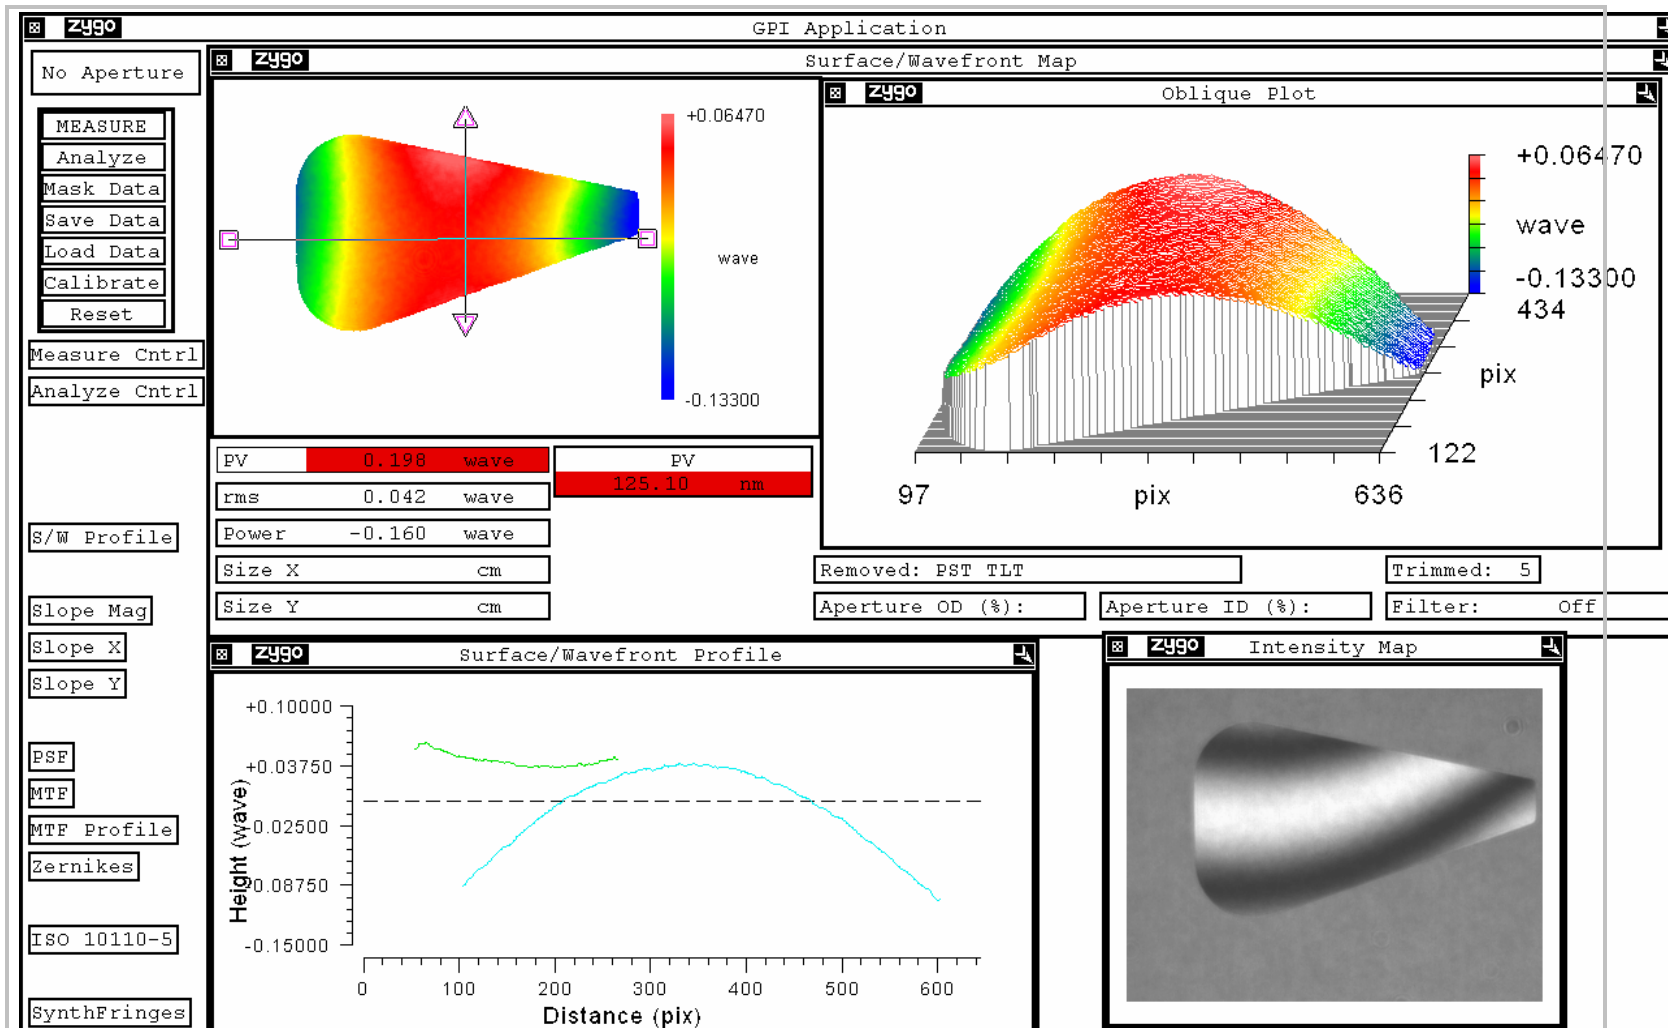 zygo GPI Application
No Aperture
MEASURE
Analyze
Mask Data
Save Data
Load Data
Calibrate
Reset
Measure Cntrl
Analyze Cntrl
S/W Profile
Slope Mag
Slope X
Slope Y
PSF
MTF
MTF Profile
Zernikes
ISO 10110-5
SynthFringes
zygo Surface/Wavefront Map
+0.06470
wave
-0.13300
zygo Oblique Plot
+0.06470
wave
-0.13300
434
pix
122
97 pix 636
PV 0.198 wave
rms 0.042 wave
Power -0.160 wave
Size X cm
Size Y cm
PV
125.10 nm
Removed: PST TLT
Trimmed: 5
Aperture OD (%):
Aperture ID (%):
Filter: Off
zygo Surface/Wavefront Profile
+0.10000
+0.03750
-0.02500
-0.08750
-0.15000
Height (wave)
0 100 200 300 400 500 600
Distance (pix)
zygo Intensity Map